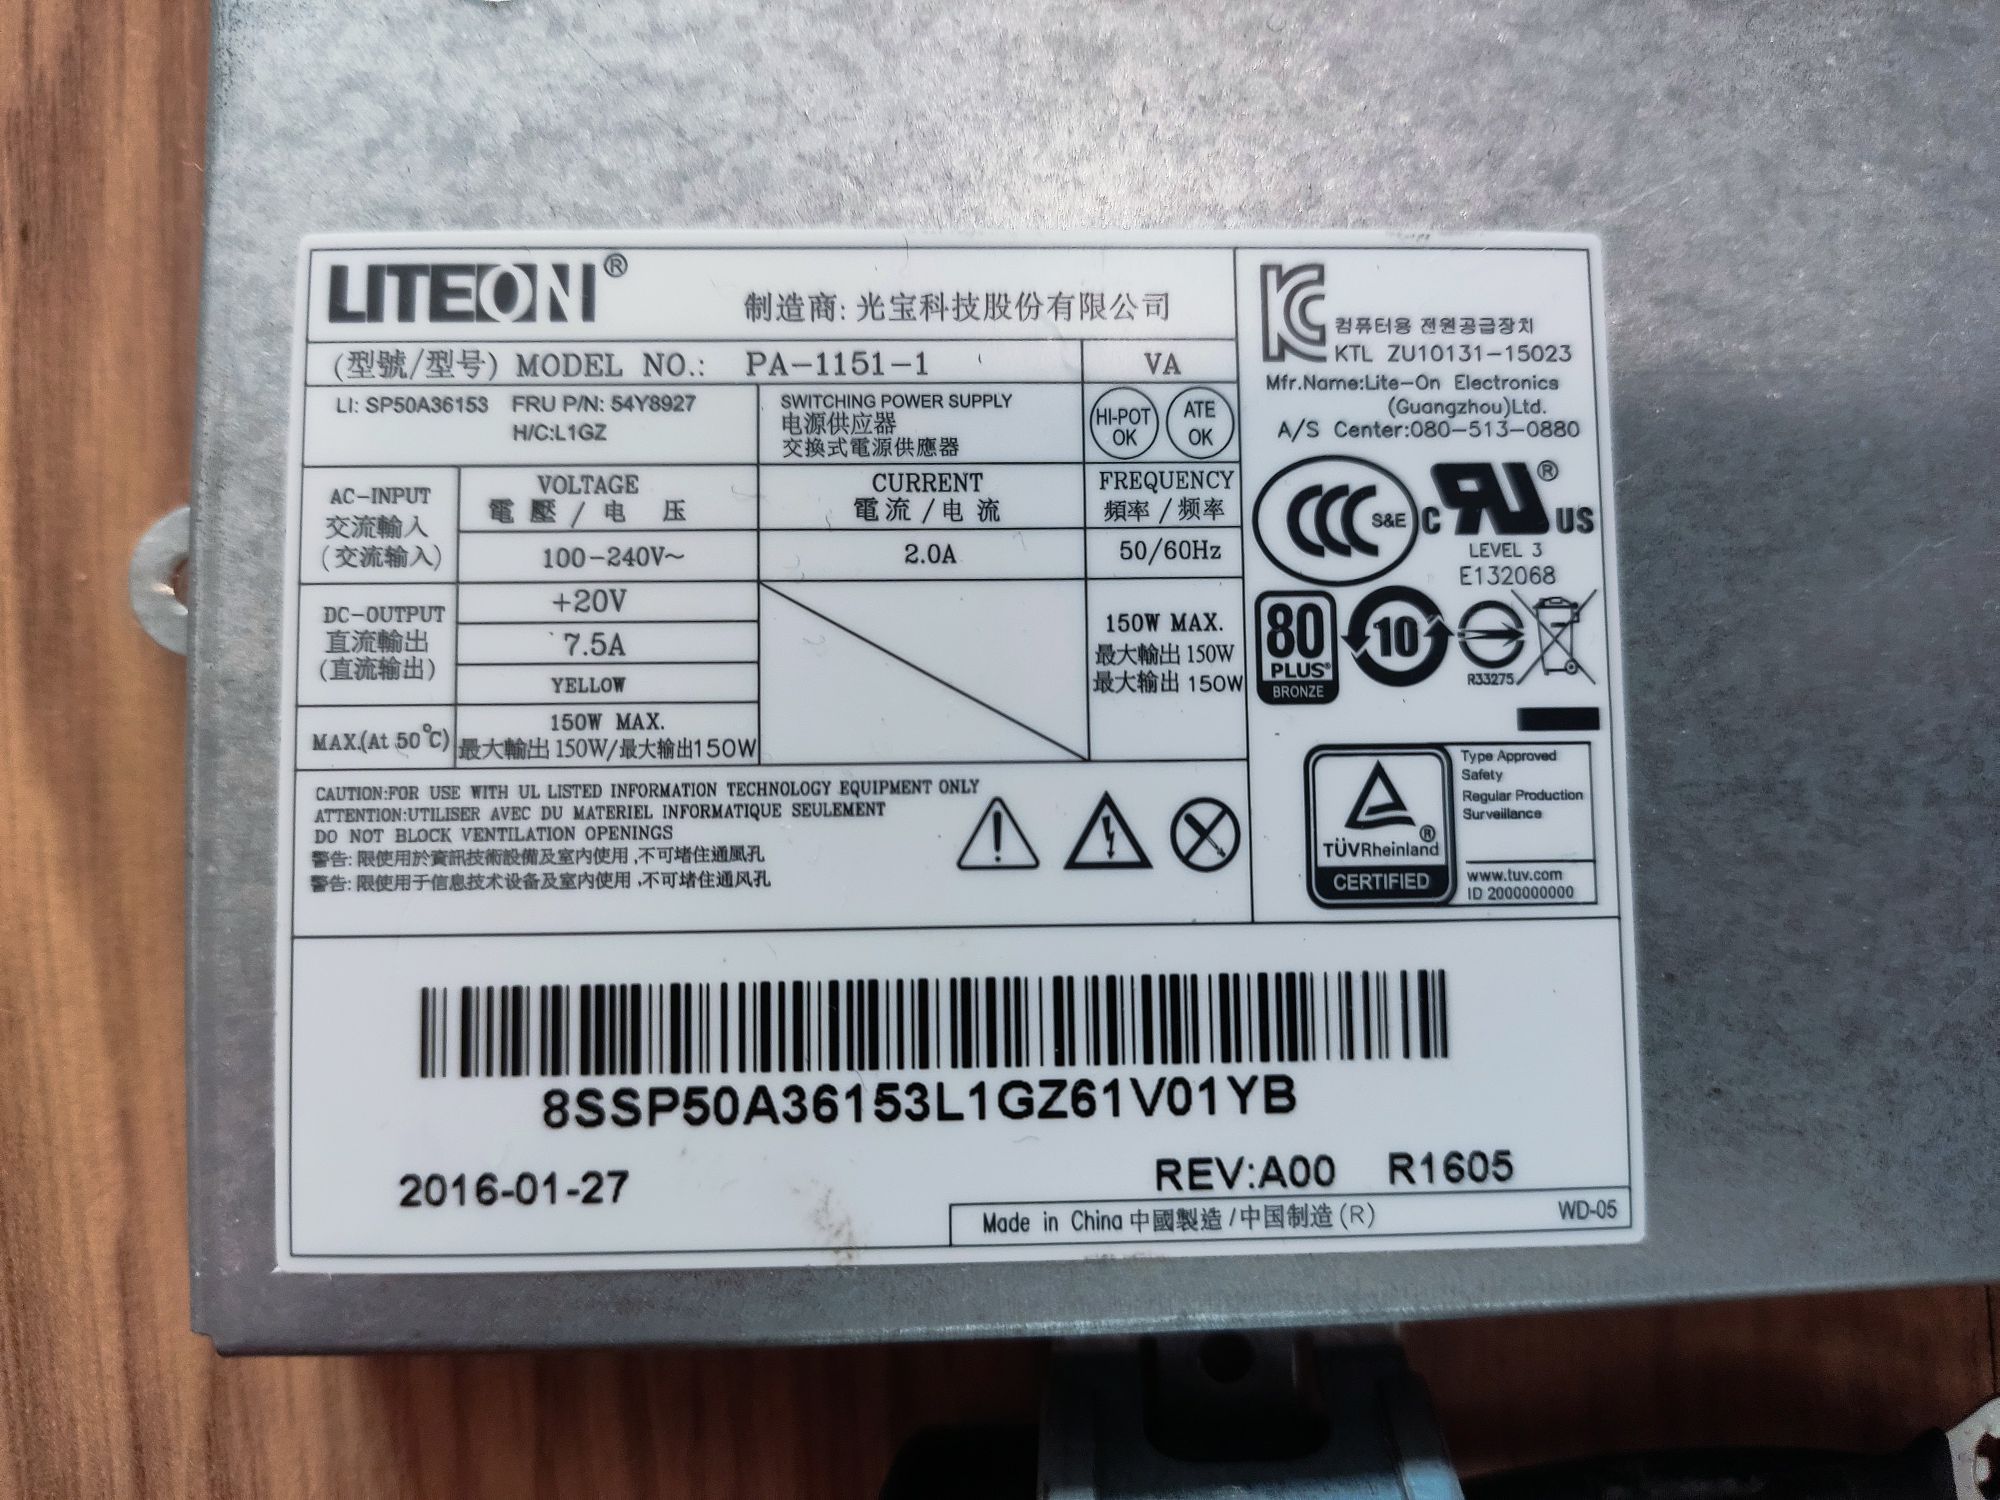 LITEON®
制造商: 光宝科技股份有限公司
(型號/型号) MODEL NO.: PA-1151-1 VA
LI: SP50A36153 FRU P/N: 54Y8927
H/C:L1GZ
SWITCHING POWER SUPPLY
电源供应器
交換式電源供應器
HI-POT OK
ATE OK
AC-INPUT
交流輸入
(交流输入)
VOLTAGE
電 壓 / 电 压
CURRENT
電流 / 电流
FREQUENCY
頻率 / 频率
100-240V~
2.0A
50/60Hz
DC-OUTPUT
直流輸出
(直流输出)
+20V
7.5A
YELLOW
150W MAX.
最大輸出 150W
最大输出 150W
MAX.(At 50℃)
150W MAX.
最大輸出 150W/最大输出150W
CAUTION:FOR USE WITH UL LISTED INFORMATION TECHNOLOGY EQUIPMENT ONLY
ATTENTION:UTILISER AVEC DU MATERIEL INFORMATIQUE SEULEMENT
DO NOT BLOCK VENTILATION OPENINGS
警告: 限使用於資訊技術設備及室內使用 ,不可堵住通風孔
警告: 限使用于信息技术设备及室内使用 ,不可堵住通风孔
컴퓨터용 전원공급장치
KTL ZU10131-15023
Mfr.Name:Lite-On Electronics
(Guangzhou)Ltd.
A/S Center:080-513-0880
CCC S&E
c RU® US
LEVEL 3
E132068
80
PLUS®
BRONZE
10
R33275
TÜVRheinland®
CERTIFIED
Type Approved
Safety
Regular Production
Surveillance
www.tuv.com
ID 2000000000
8SSP50A36153L1GZ61V01YB
2016-01-27
REV:A00 R1605
Made in China 中國製造 /中国制造(R)
WD-05